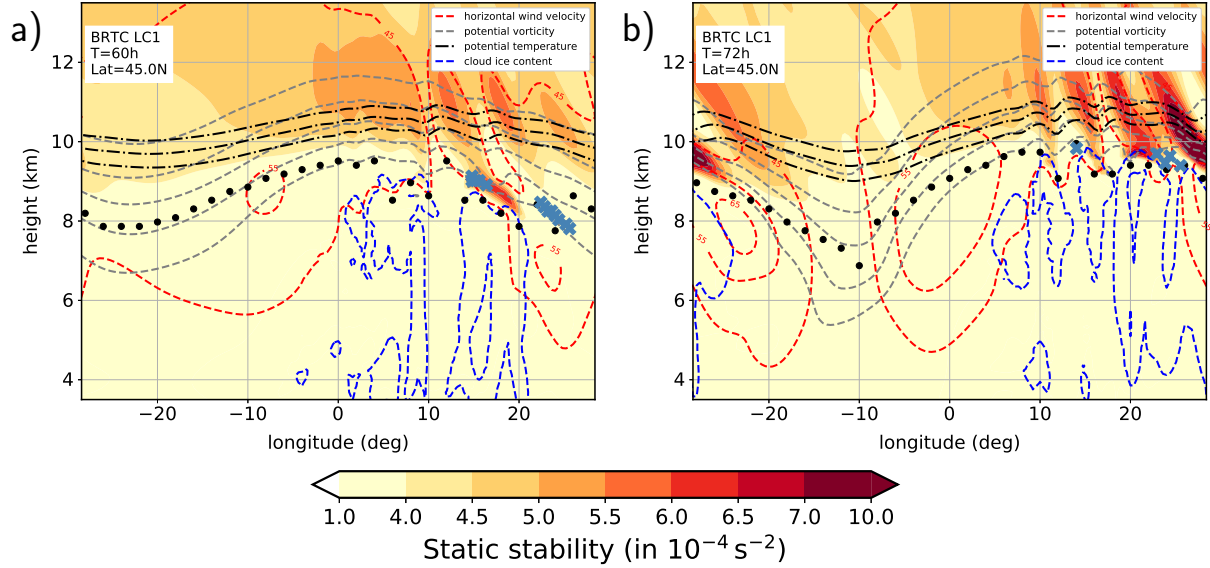 a)
BRTC LC1
T=60h
Lat=45.0N
horizontal wind velocity
potential vorticity
potential temperature
cloud ice content
45
45
55
55
12
10
8
6
4
height (km)
−20
−10
0
10
20
longitude (deg)
b)
BRTC LC1
T=72h
Lat=45.0N
horizontal wind velocity
potential vorticity
potential temperature
cloud ice content
45
45
65
55
55
55
12
10
8
6
4
height (km)
−20
−10
0
10
20
longitude (deg)
1.0 4.0 4.5 5.0 5.5 6.0 6.5 7.0 10.0
Static stability (in 10⁻⁴ s⁻²)